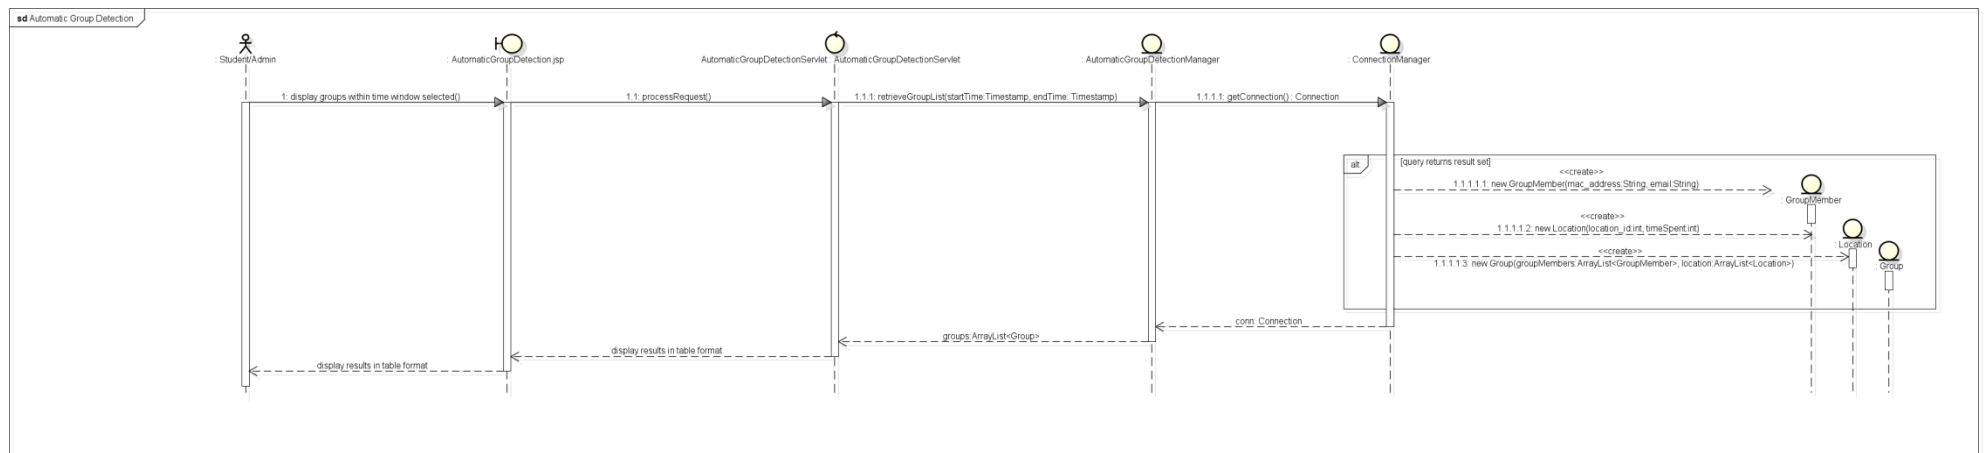 sd Automatic Group Detection
: Student/Admin
: AutomaticGroupDetection.jsp
AutomaticGroupDetectionServlet : AutomaticGroupDetectionServlet
: AutomaticGroupDetectionManager
: ConnectionManager
1: display groups within time window selected()
1.1: processRequest()
1.1.1: retrieveGroupList(startTime:Timestamp, endTime: Timestamp)
1.1.1.1: getConnection() : Connection
alt
[query returns result set]
<<create>>
1.1.1.1.1: new GroupMember(mac_address:String, email:String)
: GroupMember
<<create>>
1.1.1.1.2: new Location(location_id:int, timeSpent:int)
: Location
<<create>>
1.1.1.1.3: new Group(groupMembers:ArrayList<GroupMember>, location:ArrayList<Location>)
: Group
conn: Connection
groups:ArrayList<Group>
display results in table format
display results in table format